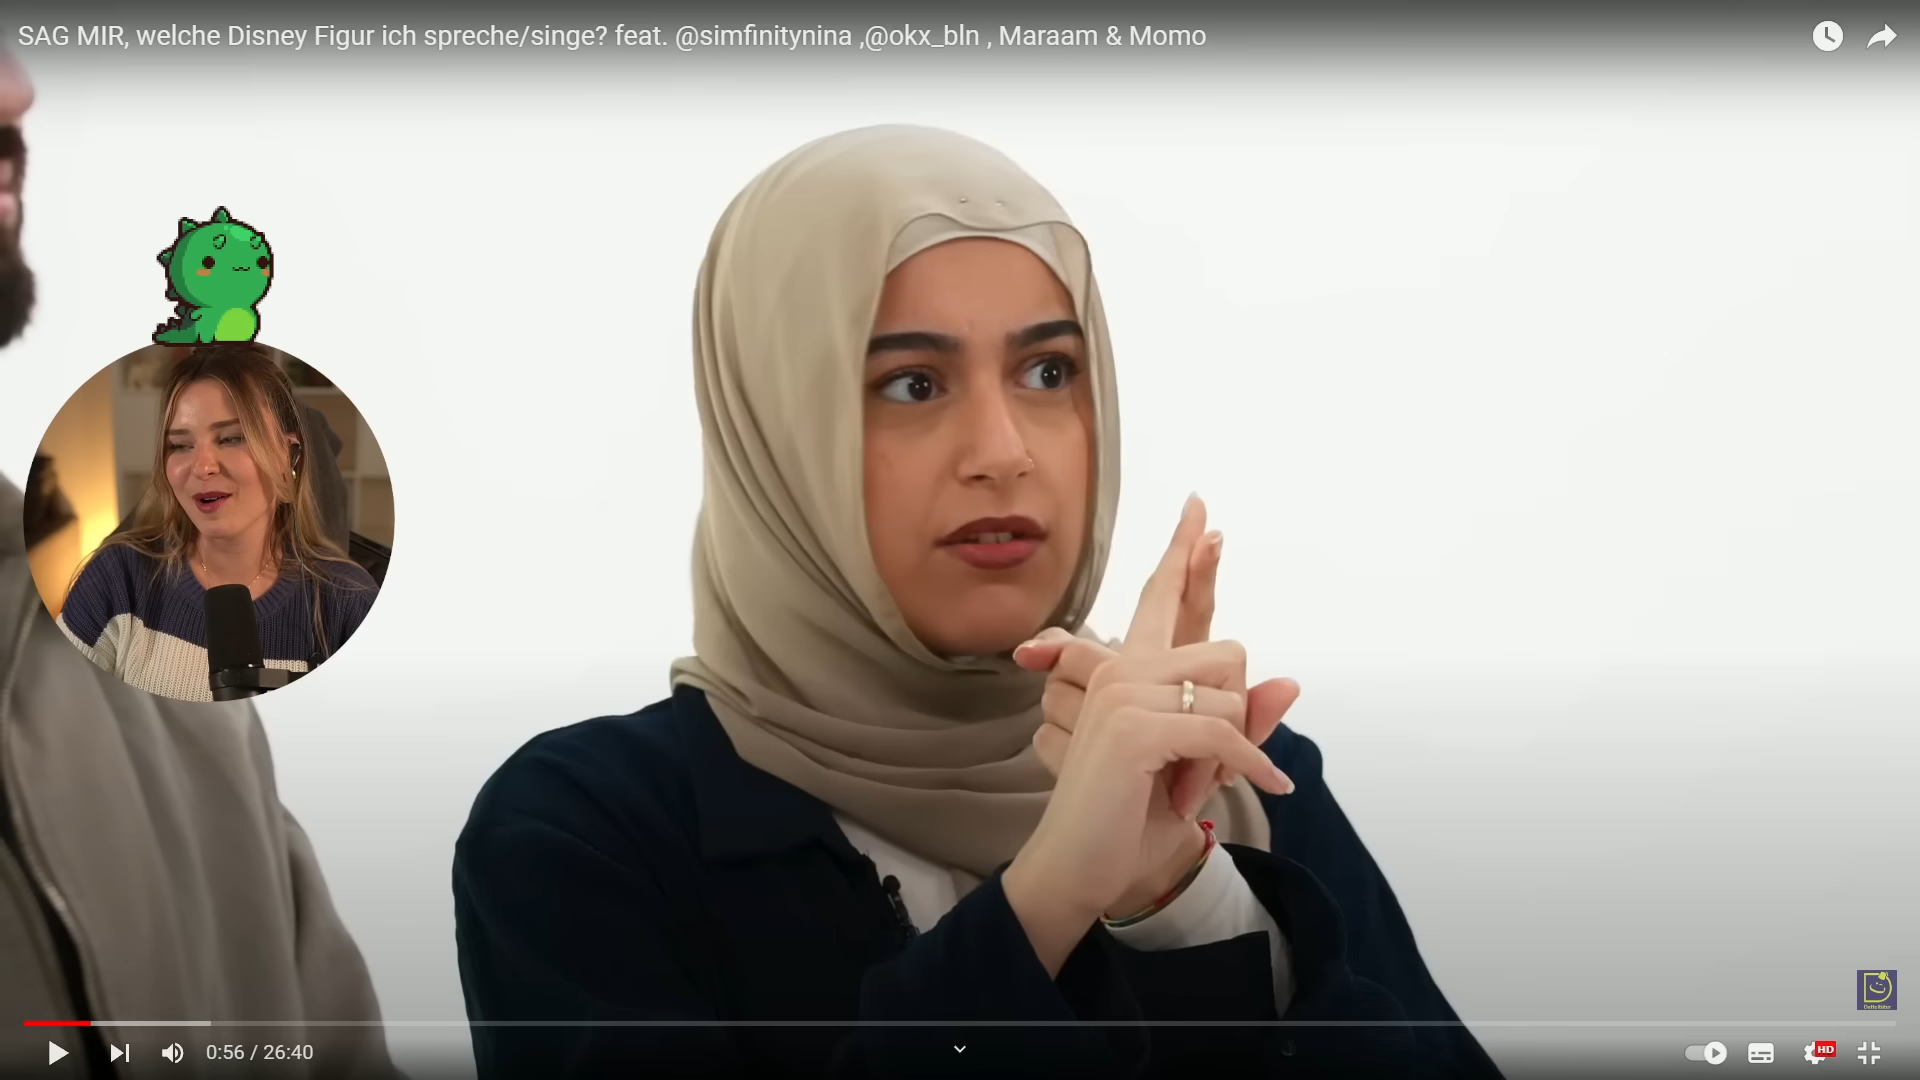 SAG MIR, welche Disney Figur ich spreche/singe? feat. @simfinitynina ,@okx_bln , Maraam & Momo
0:56 / 26:40
HD